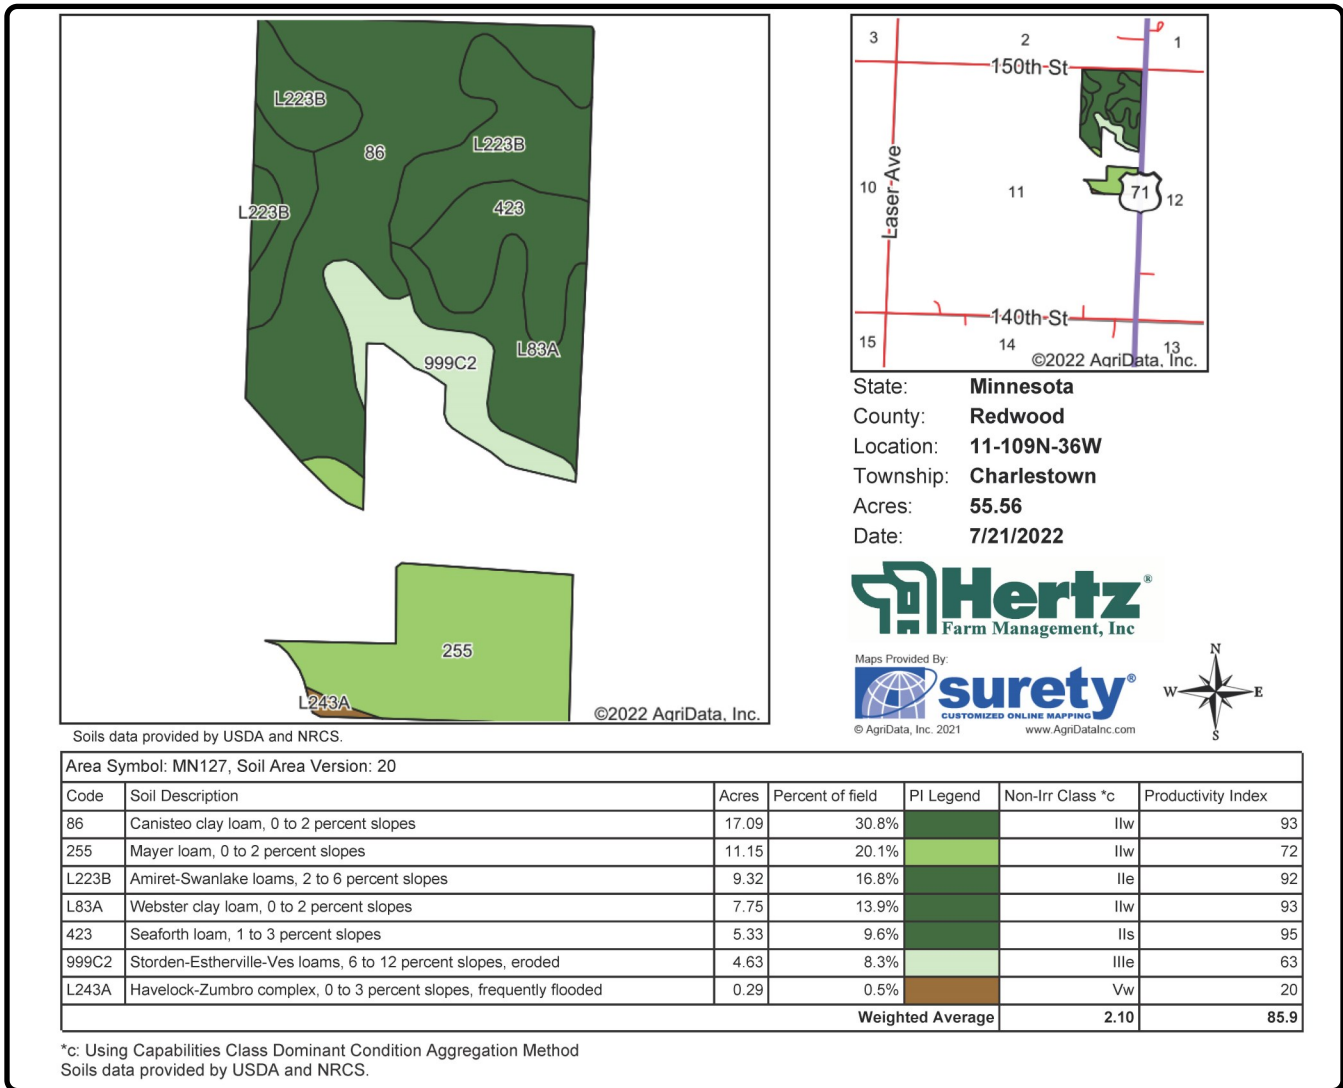 L223B
86
L223B
L223B
423
L83A
999C2
255
L243A
©2022 AgriData, Inc.
Soils data provided by USDA and NRCS.
3
2
1
150th St
Laser Ave
10
11
71
12
140th St
15
14
13
©2022 AgriData, Inc.
State: Minnesota
County: Redwood
Location: 11-109N-36W
Township: Charlestown
Acres: 55.56
Date: 7/21/2022
Hertz®
Farm Management, Inc
Maps Provided By:
surety®
CUSTOMIZED ONLINE MAPPING
© AgriData, Inc. 2021 www.AgriDataInc.com
N
W E
S
Area Symbol: MN127, Soil Area Version: 20
Code Soil Description Acres Percent of field PI Legend Non-Irr Class *c Productivity Index
86 Canisteo clay loam, 0 to 2 percent slopes 17.09 30.8% IIw 93
255 Mayer loam, 0 to 2 percent slopes 11.15 20.1% IIw 72
L223B Amiret-Swanlake loams, 2 to 6 percent slopes 9.32 16.8% IIe 92
L83A Webster clay loam, 0 to 2 percent slopes 7.75 13.9% IIw 93
423 Seaforth loam, 1 to 3 percent slopes 5.33 9.6% IIs 95
999C2 Storden-Estherville-Ves loams, 6 to 12 percent slopes, eroded 4.63 8.3% IIIe 63
L243A Havelock-Zumbro complex, 0 to 3 percent slopes, frequently flooded 0.29 0.5% Vw 20
Weighted Average 2.10 85.9
*c: Using Capabilities Class Dominant Condition Aggregation Method
Soils data provided by USDA and NRCS.